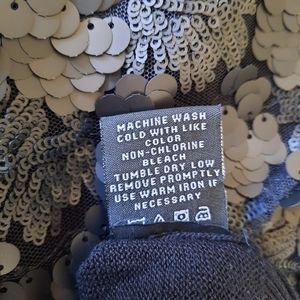 MACHINE WASH
COLD WITH LIKE
COLOR
NON-CHLORINE
BLEACH
TUMBLE DRY LOW
REMOVE PROMPTLY
USE WARM IRON IF
NECESSARY